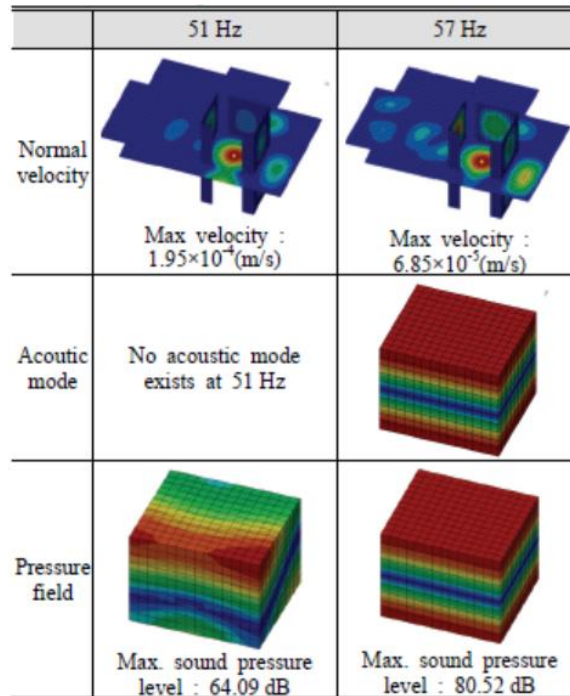 51 Hz
57 Hz
Normal
velocity
Max velocity :
1.95×10⁻⁴(m/s)
Max velocity :
6.85×10⁻⁵(m/s)
Acoutic
mode
No acoustic mode
exists at 51 Hz
Pressure
field
Max. sound pressure
level : 64.09 dB
Max. sound pressure
level : 80.52 dB